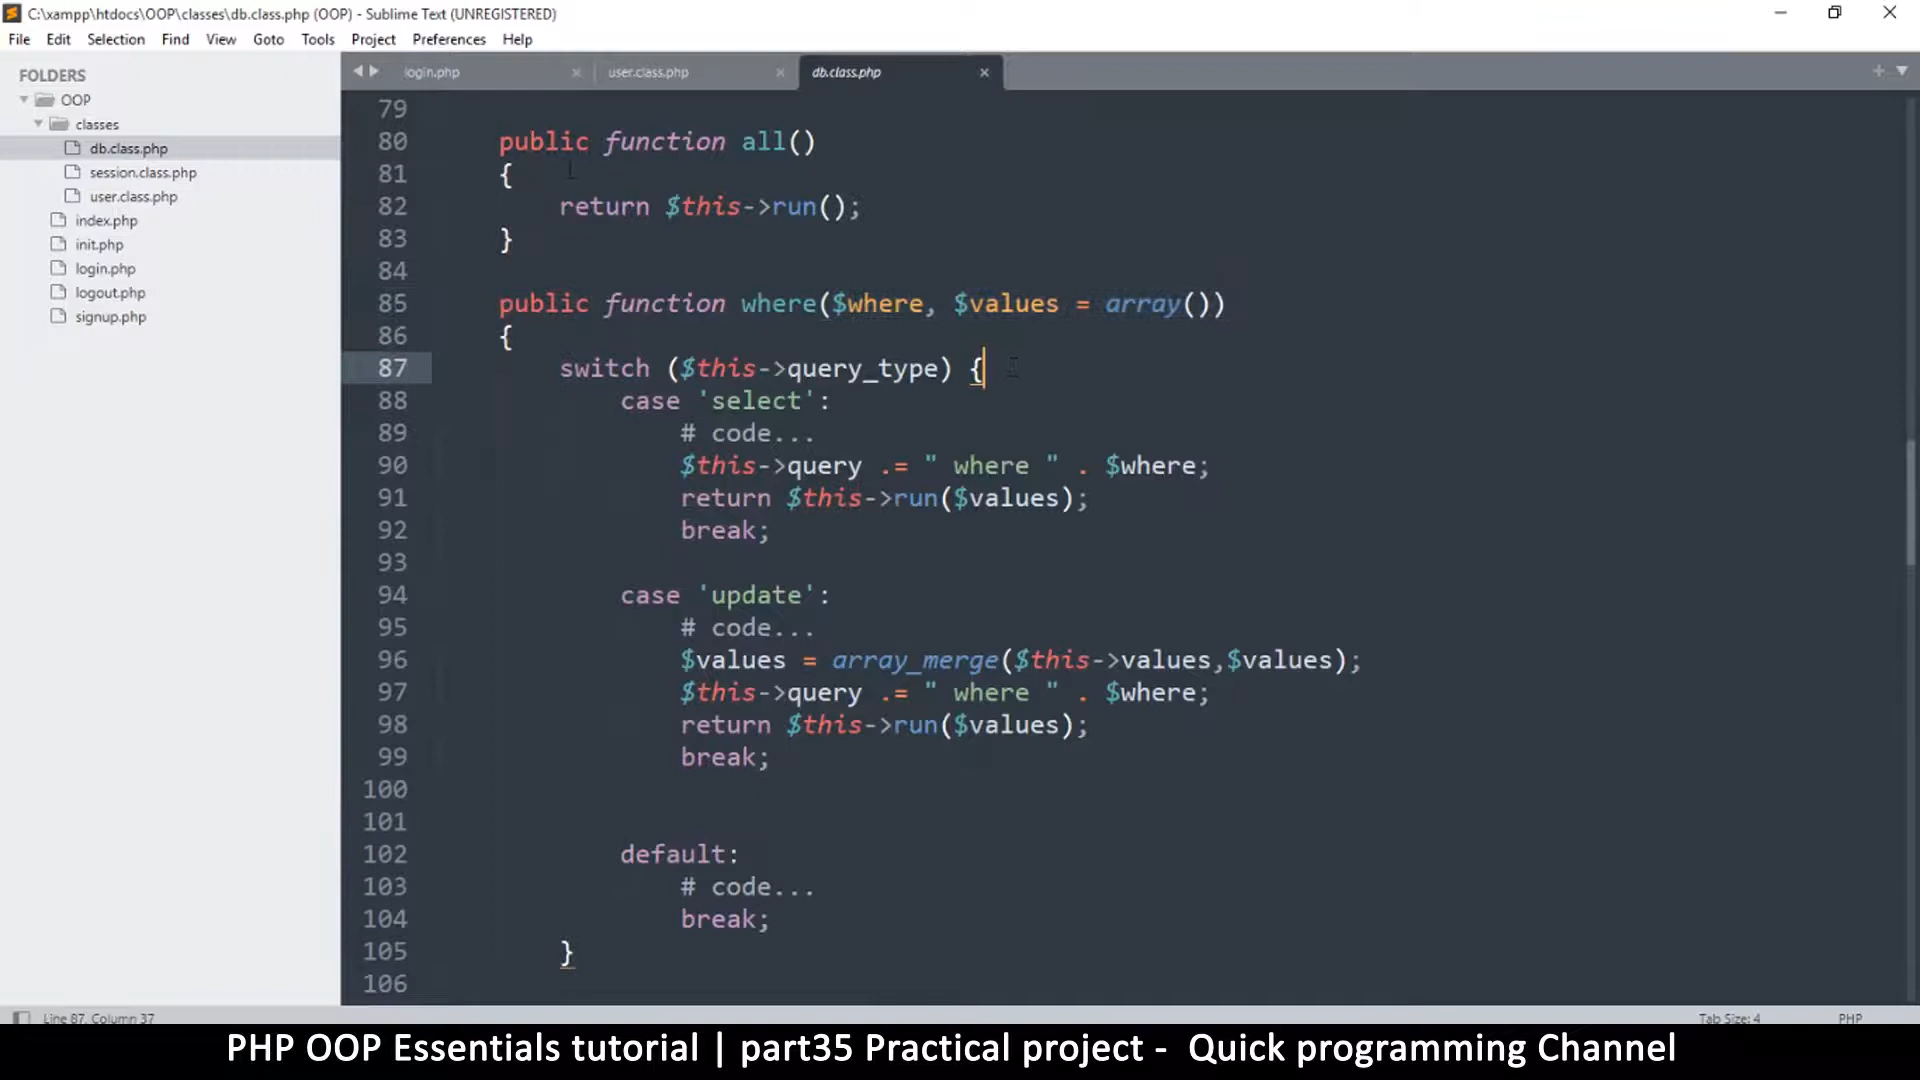 C:\xampp\htdocs\OOP\classes\db.class.php (OOP) - Sublime Text (UNREGISTERED)
File Edit Selection Find View Goto Tools Project Preferences Help
FOLDERS
OOP
classes
db.class.php
session.class.php
user.class.php
index.php
init.php
login.php
logout.php
signup.php
login.php user.class.php db.class.php
79
80 public function all()
81 {
82 return $this->run();
83 }
84
85 public function where($where, $values = array())
86 {
87 switch ($this->query_type) {
88 case 'select':
89 # code...
90 $this->query .= " where " . $where;
91 return $this->run($values);
92 break;
93
94 case 'update':
95 # code...
96 $values = array_merge($this->values,$values);
97 $this->query .= " where " . $where;
98 return $this->run($values);
99 break;
100
101
102 default:
103 # code...
104 break;
105 }
106
Line 87, Column 37 Tab Size: 4 PHP
PHP OOP Essentials tutorial | part35 Practical project - Quick programming Channel